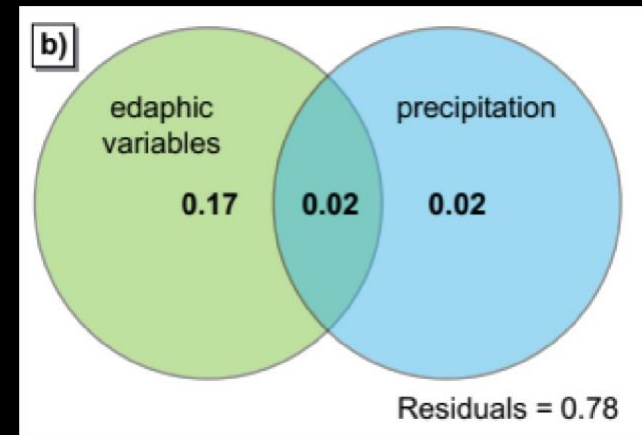 b)
edaphic
variables
precipitation
0.17
0.02
0.02
Residuals = 0.78